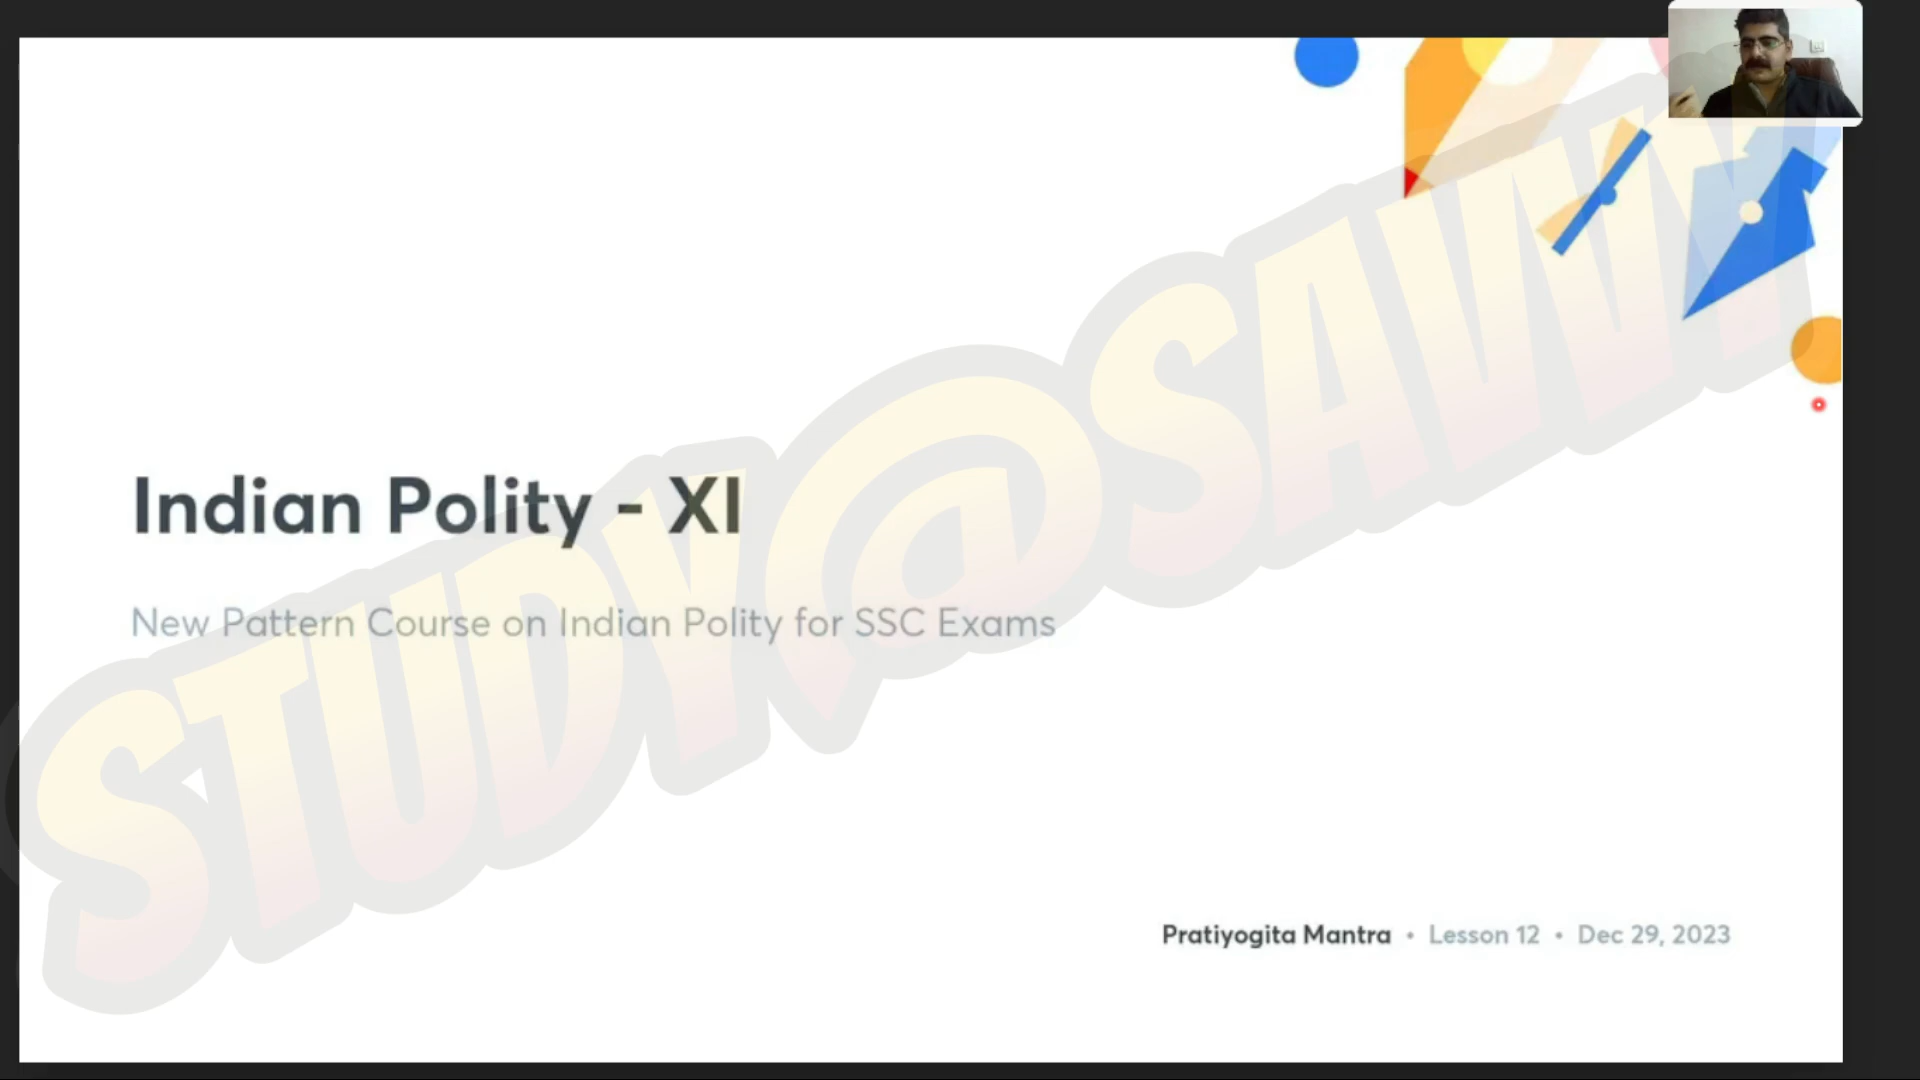 Indian Polity - XI
New Pattern Course on Indian Polity for SSC Exams
STUDY@SAVVY
Pratiyogita Mantra • Lesson 12 • Dec 29, 2023